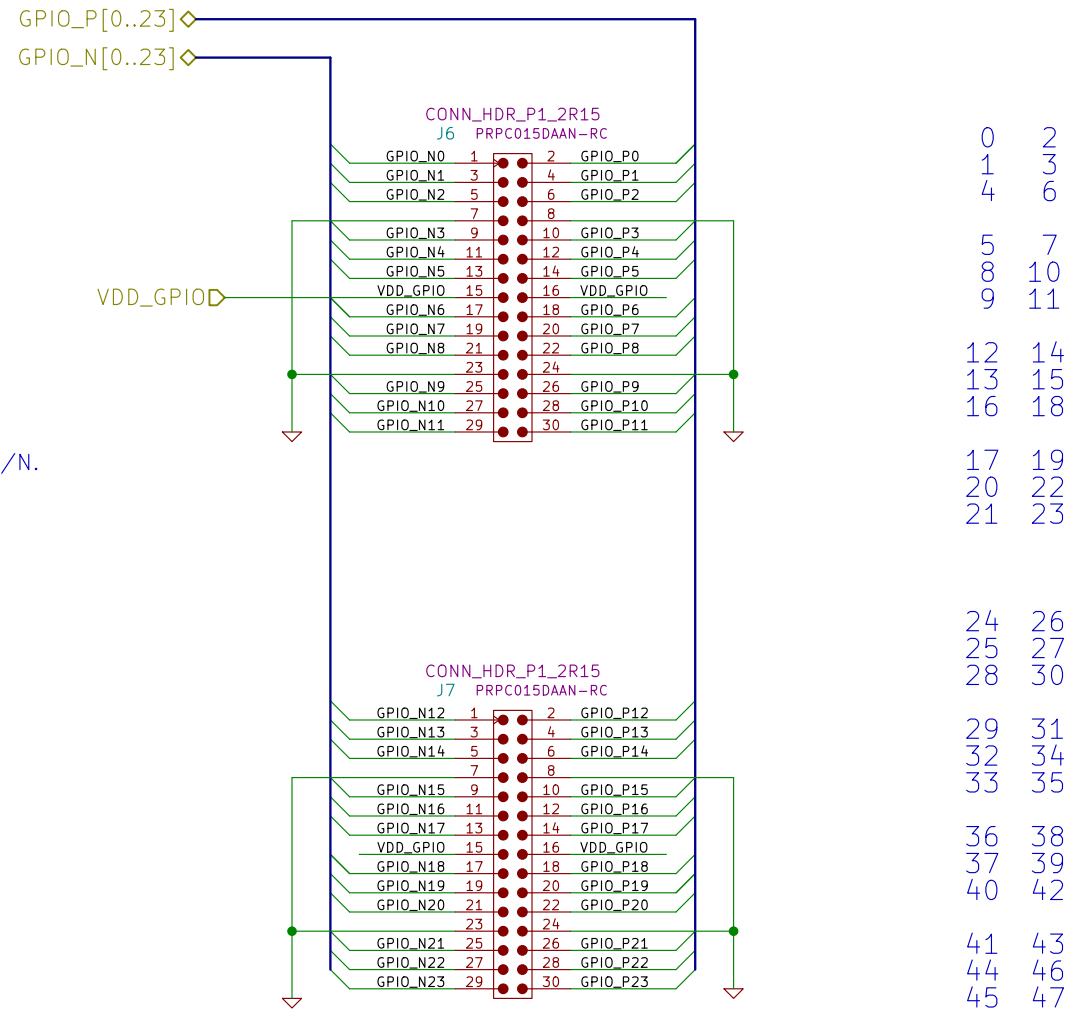 GPIO_P[0..23]
GPIO_N[0..23]
CONN_HDR_P1_2R15
J6 PRPC015DAAN-RC
GPIO_N0 1 2 GPIO_P0
GPIO_N1 3 4 GPIO_P1
GPIO_N2 5 6 GPIO_P2
7 8
GPIO_N3 9 10 GPIO_P3
GPIO_N4 11 12 GPIO_P4
GPIO_N5 13 14 GPIO_P5
VDD_GPIO VDD_GPIO 15 16 VDD_GPIO
GPIO_N6 17 18 GPIO_P6
GPIO_N7 19 20 GPIO_P7
GPIO_N8 21 22 GPIO_P8
23 24
GPIO_N9 25 26 GPIO_P9
GPIO_N10 27 28 GPIO_P10
GPIO_N11 29 30 GPIO_P11
/N.
CONN_HDR_P1_2R15
J7 PRPC015DAAN-RC
GPIO_N12 1 2 GPIO_P12
GPIO_N13 3 4 GPIO_P13
GPIO_N14 5 6 GPIO_P14
7 8
GPIO_N15 9 10 GPIO_P15
GPIO_N16 11 12 GPIO_P16
GPIO_N17 13 14 GPIO_P17
VDD_GPIO 15 16 VDD_GPIO
GPIO_N18 17 18 GPIO_P18
GPIO_N19 19 20 GPIO_P19
GPIO_N20 21 22 GPIO_P20
23 24
GPIO_N21 25 26 GPIO_P21
GPIO_N22 27 28 GPIO_P22
GPIO_N23 29 30 GPIO_P23
0 2
1 3
4 6
5 7
8 10
9 11
12 14
13 15
16 18
17 19
20 22
21 23
24 26
25 27
28 30
29 31
32 34
33 35
36 38
37 39
40 42
41 43
44 46
45 47